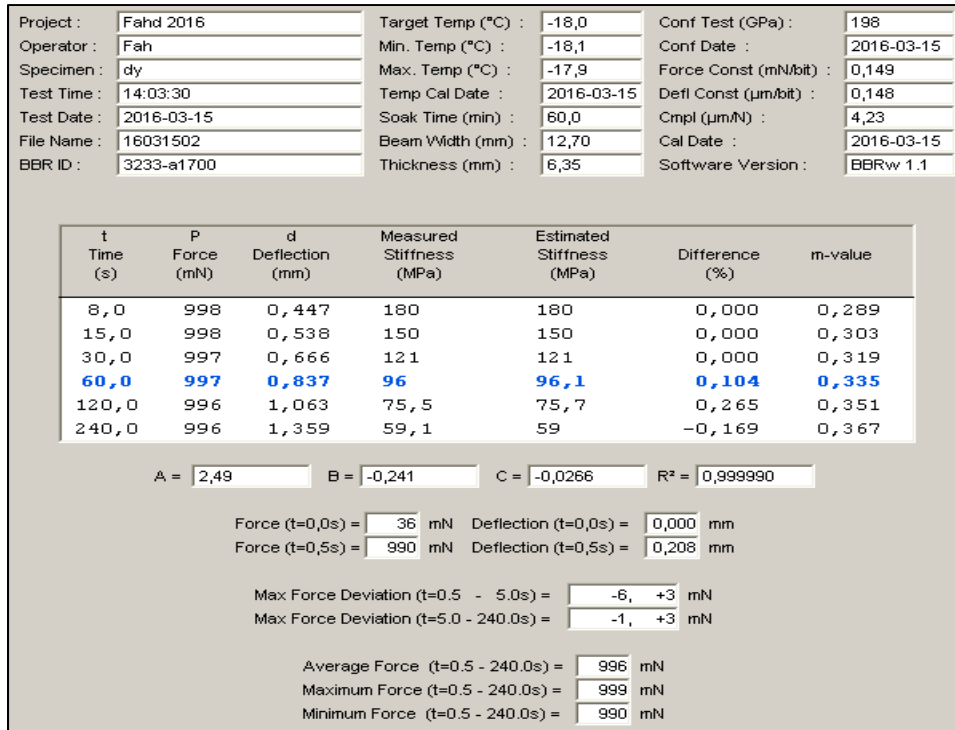 Project : Fahd 2016 Target Temp (°C) : -18,0 Conf Test (GPa) : 198
Operator : Fah Min. Temp (°C) : -18,1 Conf Date : 2016-03-15
Specimen : dy Max. Temp (°C) : -17,9 Force Const (mN/bit) : 0,149
Test Time : 14:03:30 Temp Cal Date : 2016-03-15 Defl Const (µm/bit) : 0,148
Test Date : 2016-03-15 Soak Time (min) : 60,0 Cmpl (µm/N) : 4,23
File Name : 16031502 Beam Width (mm) : 12,70 Cal Date : 2016-03-15
BBR ID : 3233-a1700 Thickness (mm) : 6,35 Software Version : BBRw 1.1
t P d Measured Estimated
Time Force Deflection Stiffness Stiffness Difference m-value
(s) (mN) (mm) (MPa) (MPa) (%)
8,0 998 0,447 180 180 0,000 0,289
15,0 998 0,538 150 150 0,000 0,303
30,0 997 0,666 121 121 0,000 0,319
60,0 997 0,837 96 96,1 0,104 0,335
120,0 996 1,063 75,5 75,7 0,265 0,351
240,0 996 1,359 59,1 59 -0,169 0,367
A = 2,49 B = -0,241 C = -0,0266 R² = 0,999990
Force (t=0,0s) = 36 mN Deflection (t=0,0s) = 0,000 mm
Force (t=0,5s) = 990 mN Deflection (t=0,5s) = 0,208 mm
Max Force Deviation (t=0.5 - 5.0s) = -6, +3 mN
Max Force Deviation (t=5.0 - 240.0s) = -1, +3 mN
Average Force (t=0.5 - 240.0s) = 996 mN
Maximum Force (t=0.5 - 240.0s) = 999 mN
Minimum Force (t=0.5 - 240.0s) = 990 mN